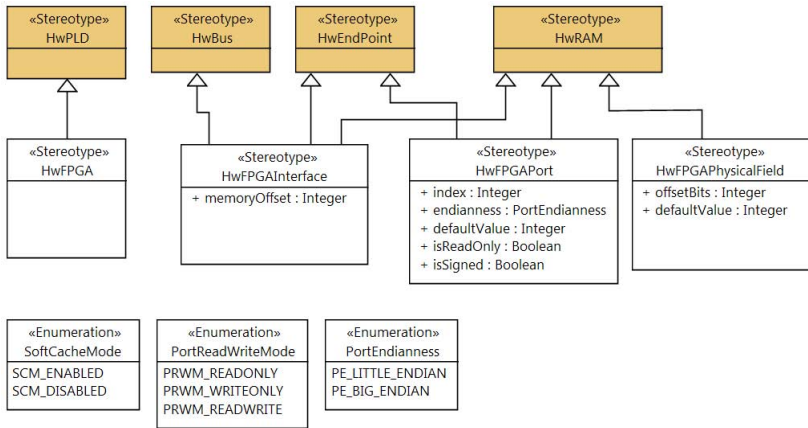 «Stereotype»
HwPLD
«Stereotype»
HwBus
«Stereotype»
HwEndPoint
«Stereotype»
HwRAM
«Stereotype»
HwFPGA
«Stereotype»
HwFPGAInterface
+ memoryOffset : Integer
«Stereotype»
HwFPGAPort
+ index : Integer
+ endianness : PortEndianness
+ defaultValue : Integer
+ isReadOnly : Boolean
+ isSigned : Boolean
«Stereotype»
HwFPGAPhysicalField
+ offsetBits : Integer
+ defaultValue : Integer
«Enumeration»
SoftCacheMode
SCM_ENABLED
SCM_DISABLED
«Enumeration»
PortReadWriteMode
PRWM_READONLY
PRWM_WRITEONLY
PRWM_READWRITE
«Enumeration»
PortEndianness
PE_LITTLE_ENDIAN
PE_BIG_ENDIAN